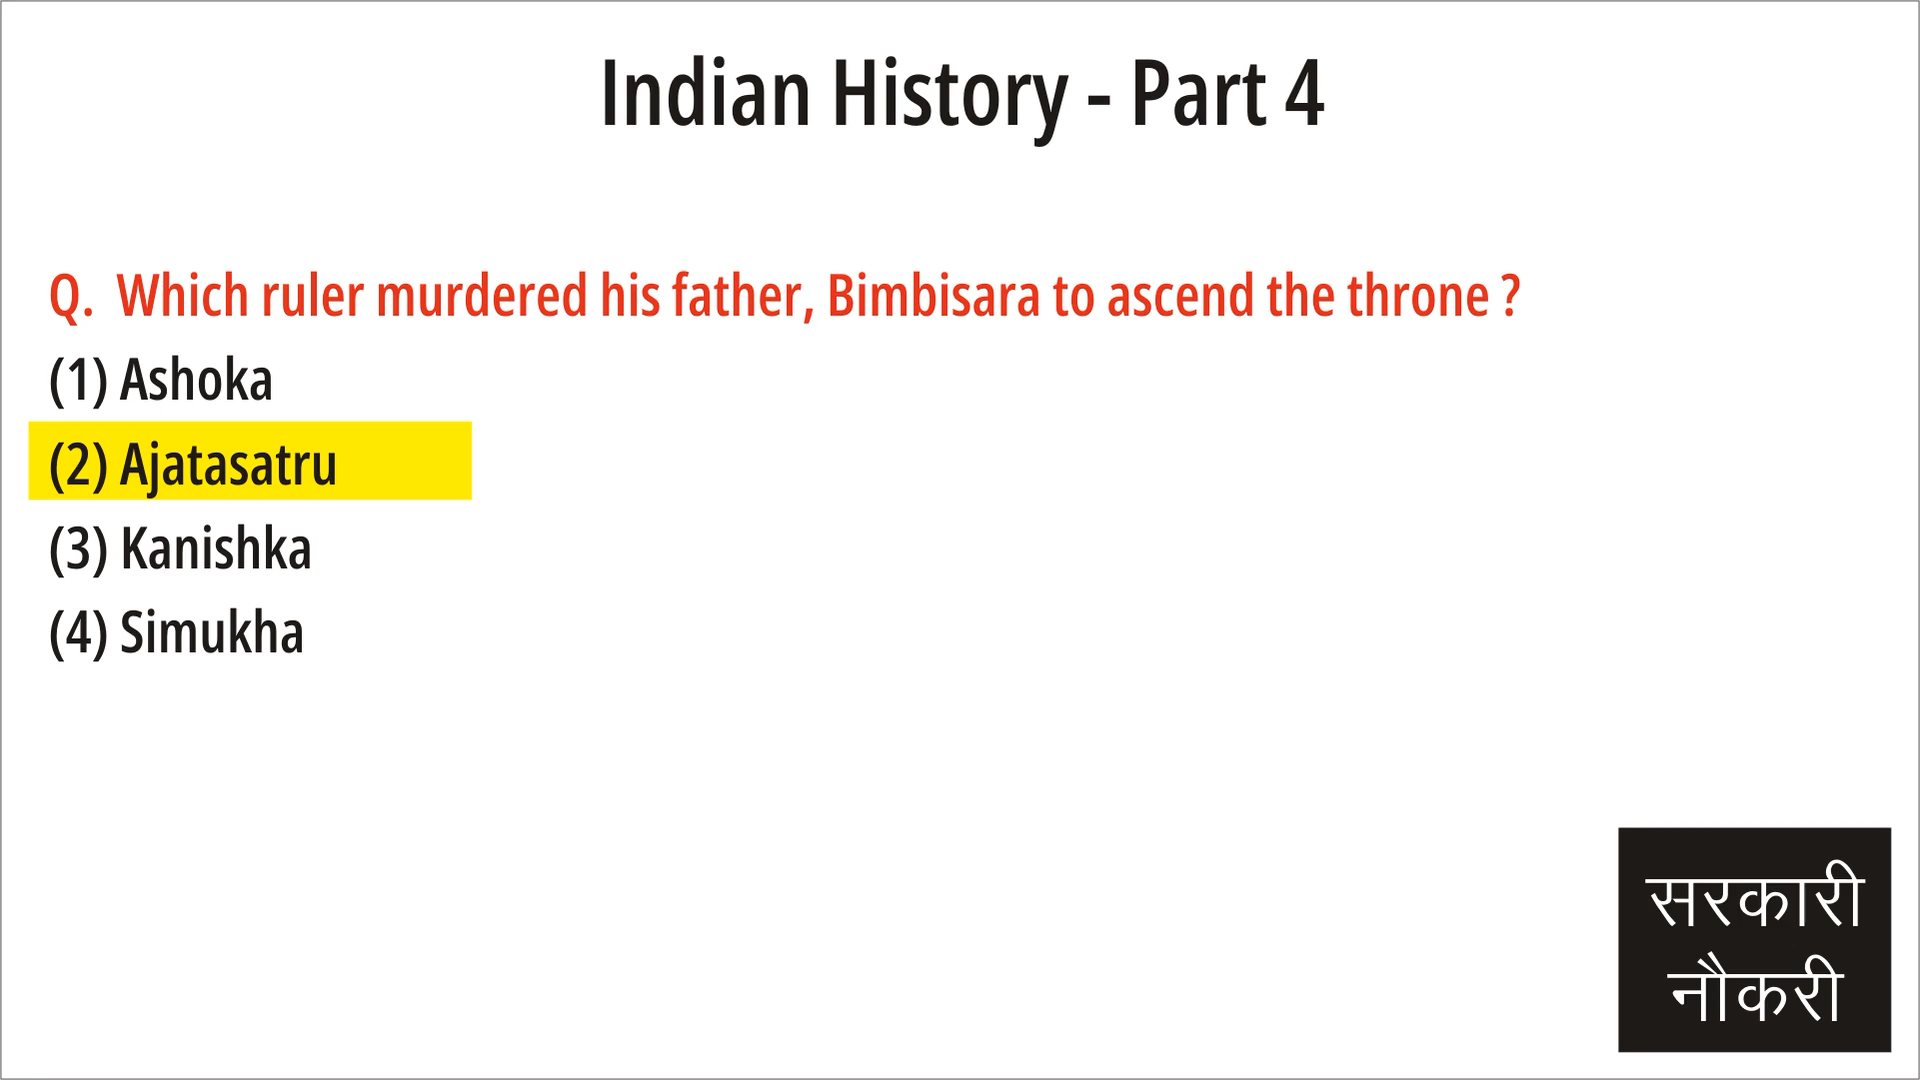 Indian History - Part 4
Q. Which ruler murdered his father, Bimbisara to ascend the throne ?
(1) Ashoka
(2) Ajatasatru
(3) Kanishka
(4) Simukha
सरकारी
नौकरी